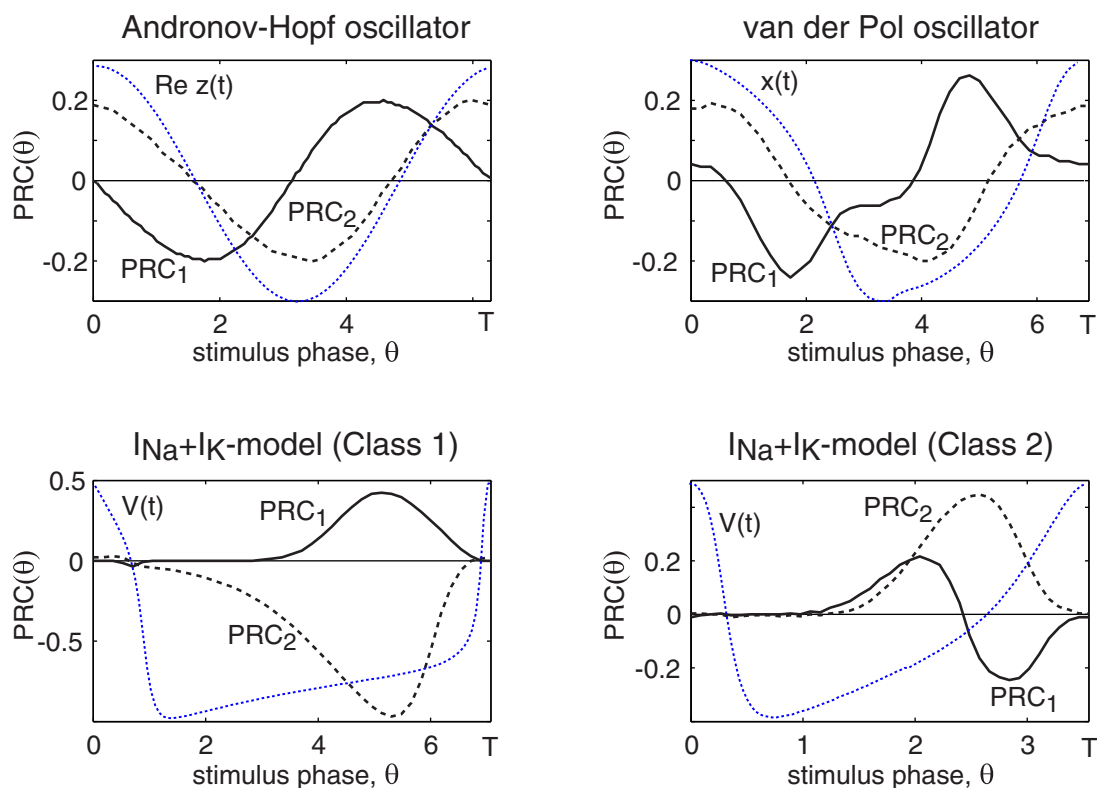 Andronov-Hopf oscillator
Re z(t)
PRC(θ)
0.2
0
-0.2
PRC1
PRC2
0 2 4 T
stimulus phase, θ
van der Pol oscillator
x(t)
PRC(θ)
0.2
0
-0.2
PRC1
PRC2
0 2 4 6 T
stimulus phase, θ
INa+IK-model (Class 1)
V(t)
PRC(θ)
0.5
0
-0.5
PRC1
PRC2
0 2 4 6 T
stimulus phase, θ
INa+IK-model (Class 2)
V(t)
PRC(θ)
0.2
0
-0.2
PRC2
PRC1
0 1 2 3 T
stimulus phase, θ